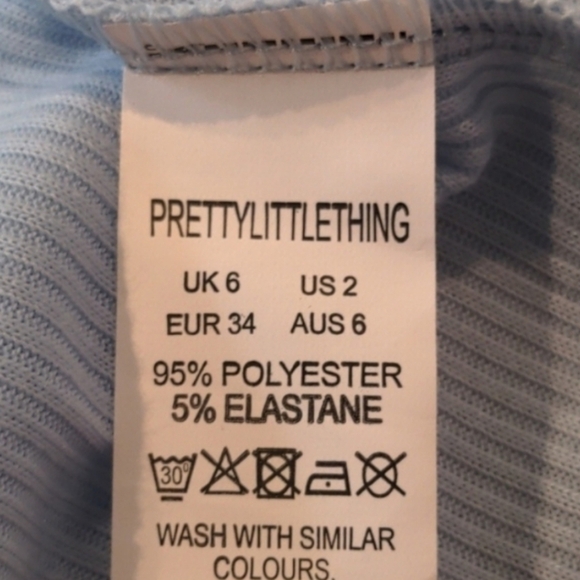 PRETTYLITTLETHING
UK 6 US 2
EUR 34 AUS 6
95% POLYESTER
5% ELASTANE
30°
WASH WITH SIMILAR
COLOURS.